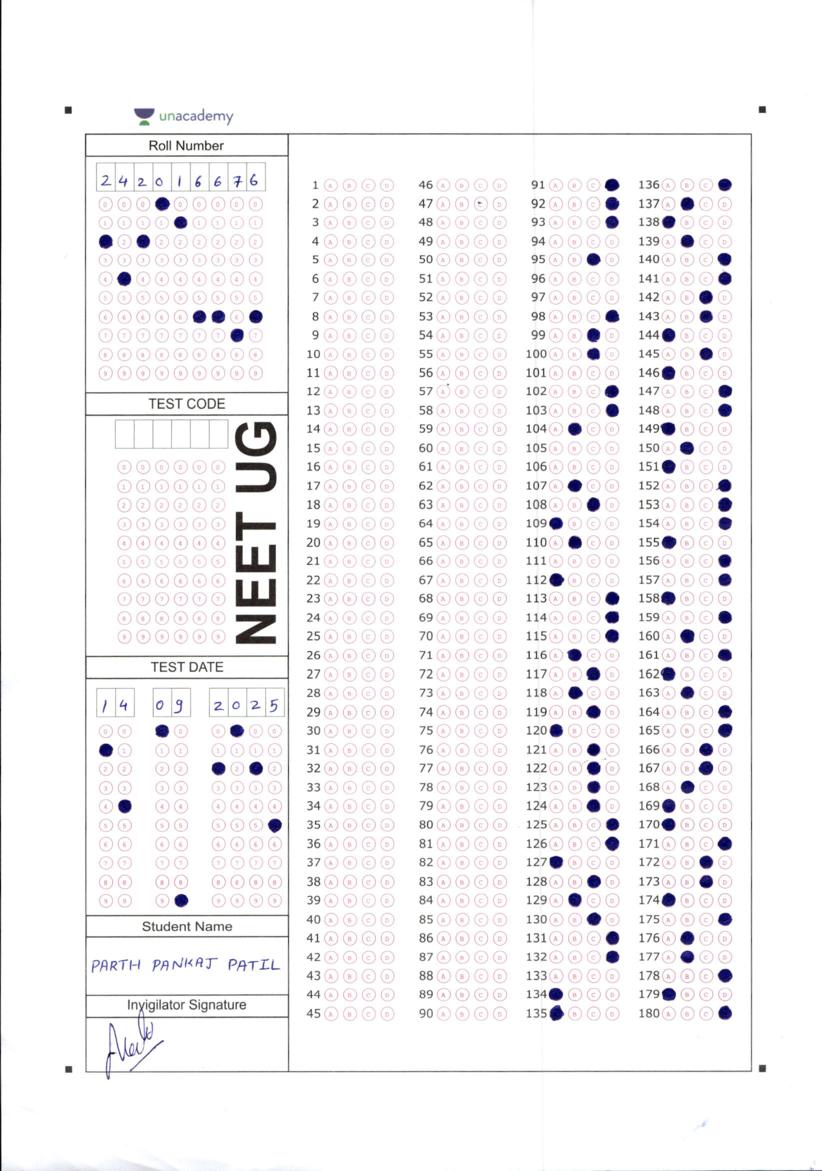 unacademy
Roll Number
2 4 2 0 1 6 6 7 6
TEST CODE
NEET UG
TEST DATE
1 4 0 9 2 0 2 5
Student Name
PARTH PANKAJ PATIL
Invigilator Signature
1 A B C D 46 A B C D 91 A B C 136 A B C
2 A B C D 47 A B C D 92 A B C 137 A C D
3 A B C D 48 A B C D 93 A B C 138 B C D
4 A B C D 49 A B C D 94 A B C D 139 A C D
5 A B C D 50 A B C D 95 A B D 140 A B C
6 A B C D 51 A B C D 96 A B C D 141 A B C
7 A B C D 52 A B C D 97 A B C D 142 A B D
8 A B C D 53 A B C D 98 A B C 143 A B D
9 A B C D 54 A B C D 99 A B D 144 B C D
10 A B C D 55 A B C D 100 A B D 145 A B D
11 A B C D 56 A B C D 101 A B C D 146 B C D
12 A B C D 57 A B C D 102 A B C 147 A B C
13 A B C D 58 A B C D 103 A B C 148 A B C
14 A B C D 59 A B C D 104 A C D 149 B C D
15 A B C D 60 A B C D 105 A B C D 150 A C D
16 A B C D 61 A B C D 106 A B C D 151 B C D
17 A B C D 62 A B C D 107 A C D 152 A B C
18 A B C D 63 A B C D 108 A B D 153 A B C
19 A B C D 64 A B C D 109 B C D 154 A B C
20 A B C D 65 A B C D 110 A C D 155 B C D
21 A B C D 66 A B C D 111 A B C D 156 A B C
22 A B C D 67 A B C D 112 B C D 157 A B C
23 A B C D 68 A B C D 113 A B C 158 B C D
24 A B C D 69 A B C D 114 A B C 159 A B C
25 A B C D 70 A B C D 115 A B C 160 A C D
26 A B C D 71 A B C D 116 A C D 161 A B C
27 A B C D 72 A B C D 117 A B D 162 B C D
28 A B C D 73 A B C D 118 A C D 163 A C D
29 A B C D 74 A B C D 119 A B D 164 A B C
30 A B C D 75 A B C D 120 B C D 165 A B C
31 A B C D 76 A B C D 121 A B D 166 A B D
32 A B C D 77 A B C D 122 A B D 167 A B D
33 A B C D 78 A B C D 123 A B D 168 A C D
34 A B C D 79 A B C D 124 A B D 169 B C D
35 A B C D 80 A B C D 125 A B C 170 B C D
36 A B C D 81 A B C D 126 A B C 171 A B C
37 A B C D 82 A B C D 127 B C D 172 A B D
38 A B C D 83 A B C D 128 A B D 173 A B D
39 A B C D 84 A B C D 129 A C D 174 B C D
40 A B C D 85 A B C D 130 A B D 175 A B C
41 A B C D 86 A B C D 131 A B C 176 A C D
42 A B C D 87 A B C D 132 A B C 177 A C D
43 A B C D 88 A B C D 133 A B C D 178 A B C
44 A B C D 89 A B C D 134 B C D 179 B C D
45 A B C D 90 A B C D 135 B C D 180 A B C